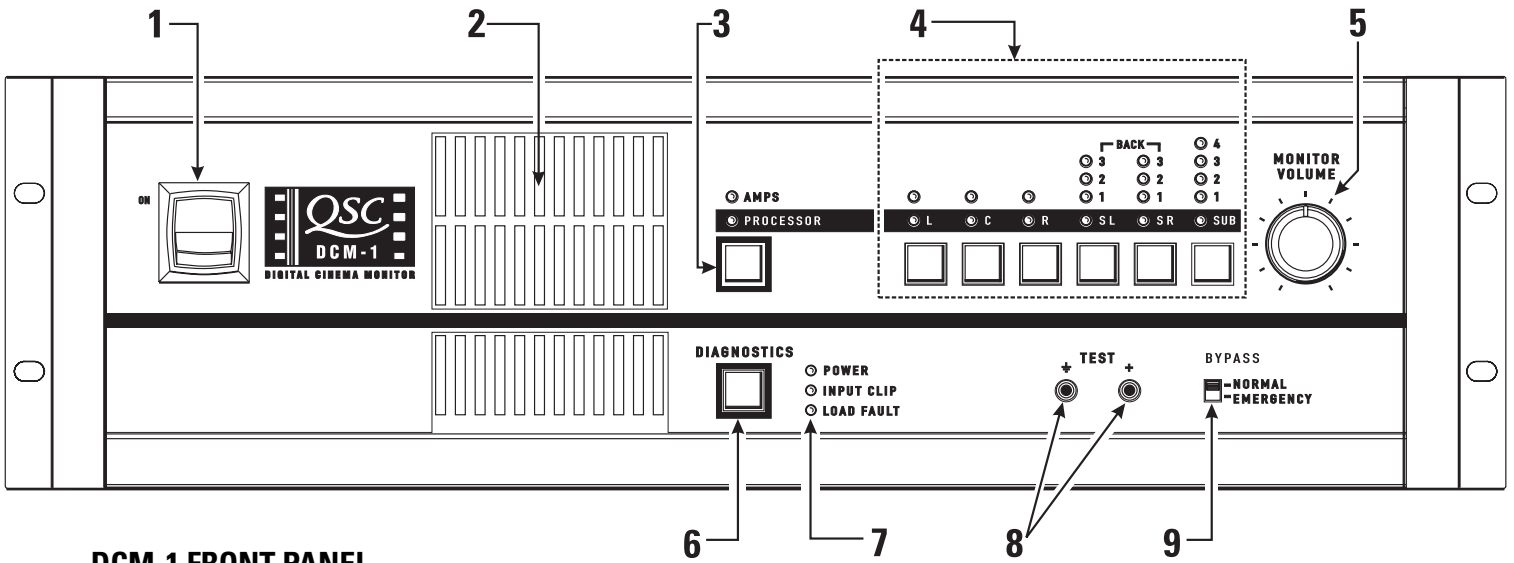 1 2 3 4 5
BACK
4
3 3 3
2 2 2
1 1 1
MONITOR
VOLUME
ON
QSC
DCM-1
DIGITAL CINEMA MONITOR
AMPS
PROCESSOR
L C R SL SR SUB
DIAGNOSTICS
POWER
INPUT CLIP
LOAD FAULT
TEST
+
BYPASS
NORMAL
EMERGENCY
6 7 8 9
DCM-1 FRONT PANEL